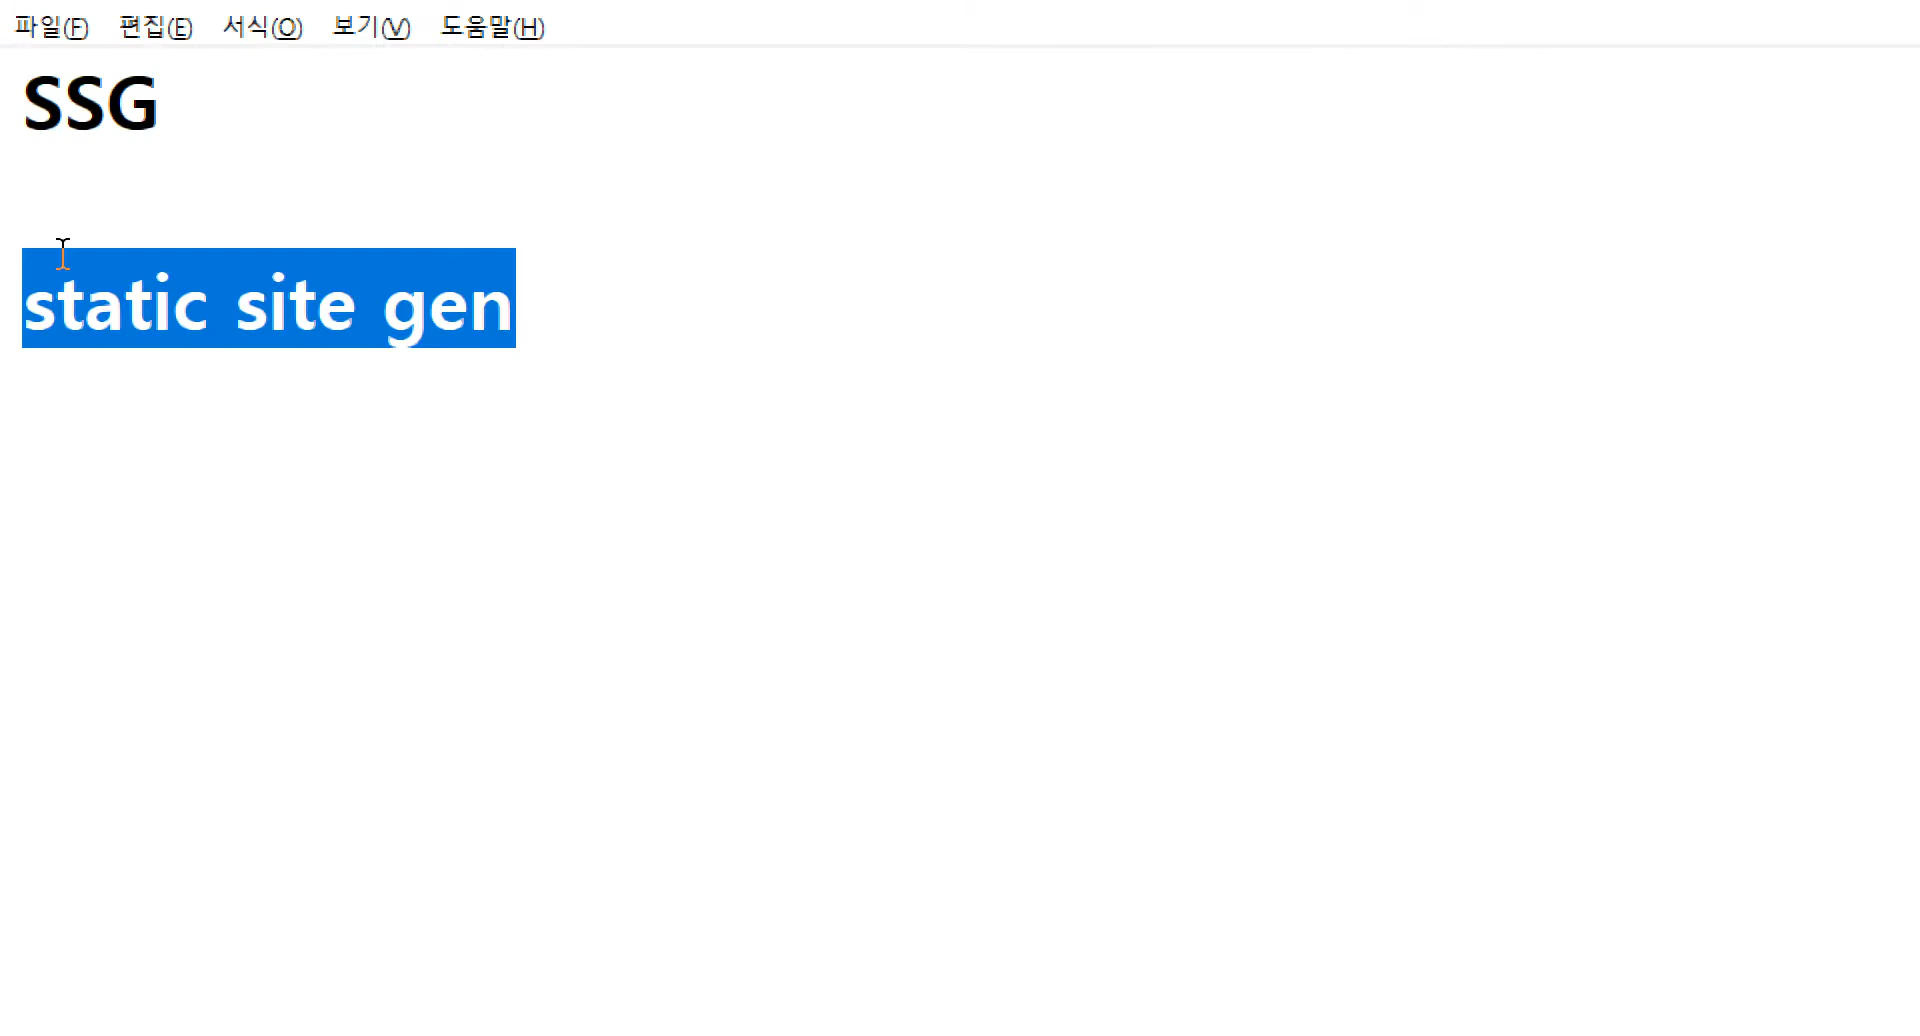 파일(F) 편집(E) 서식(O) 보기(V) 도움말(H)
SSG
static site gen